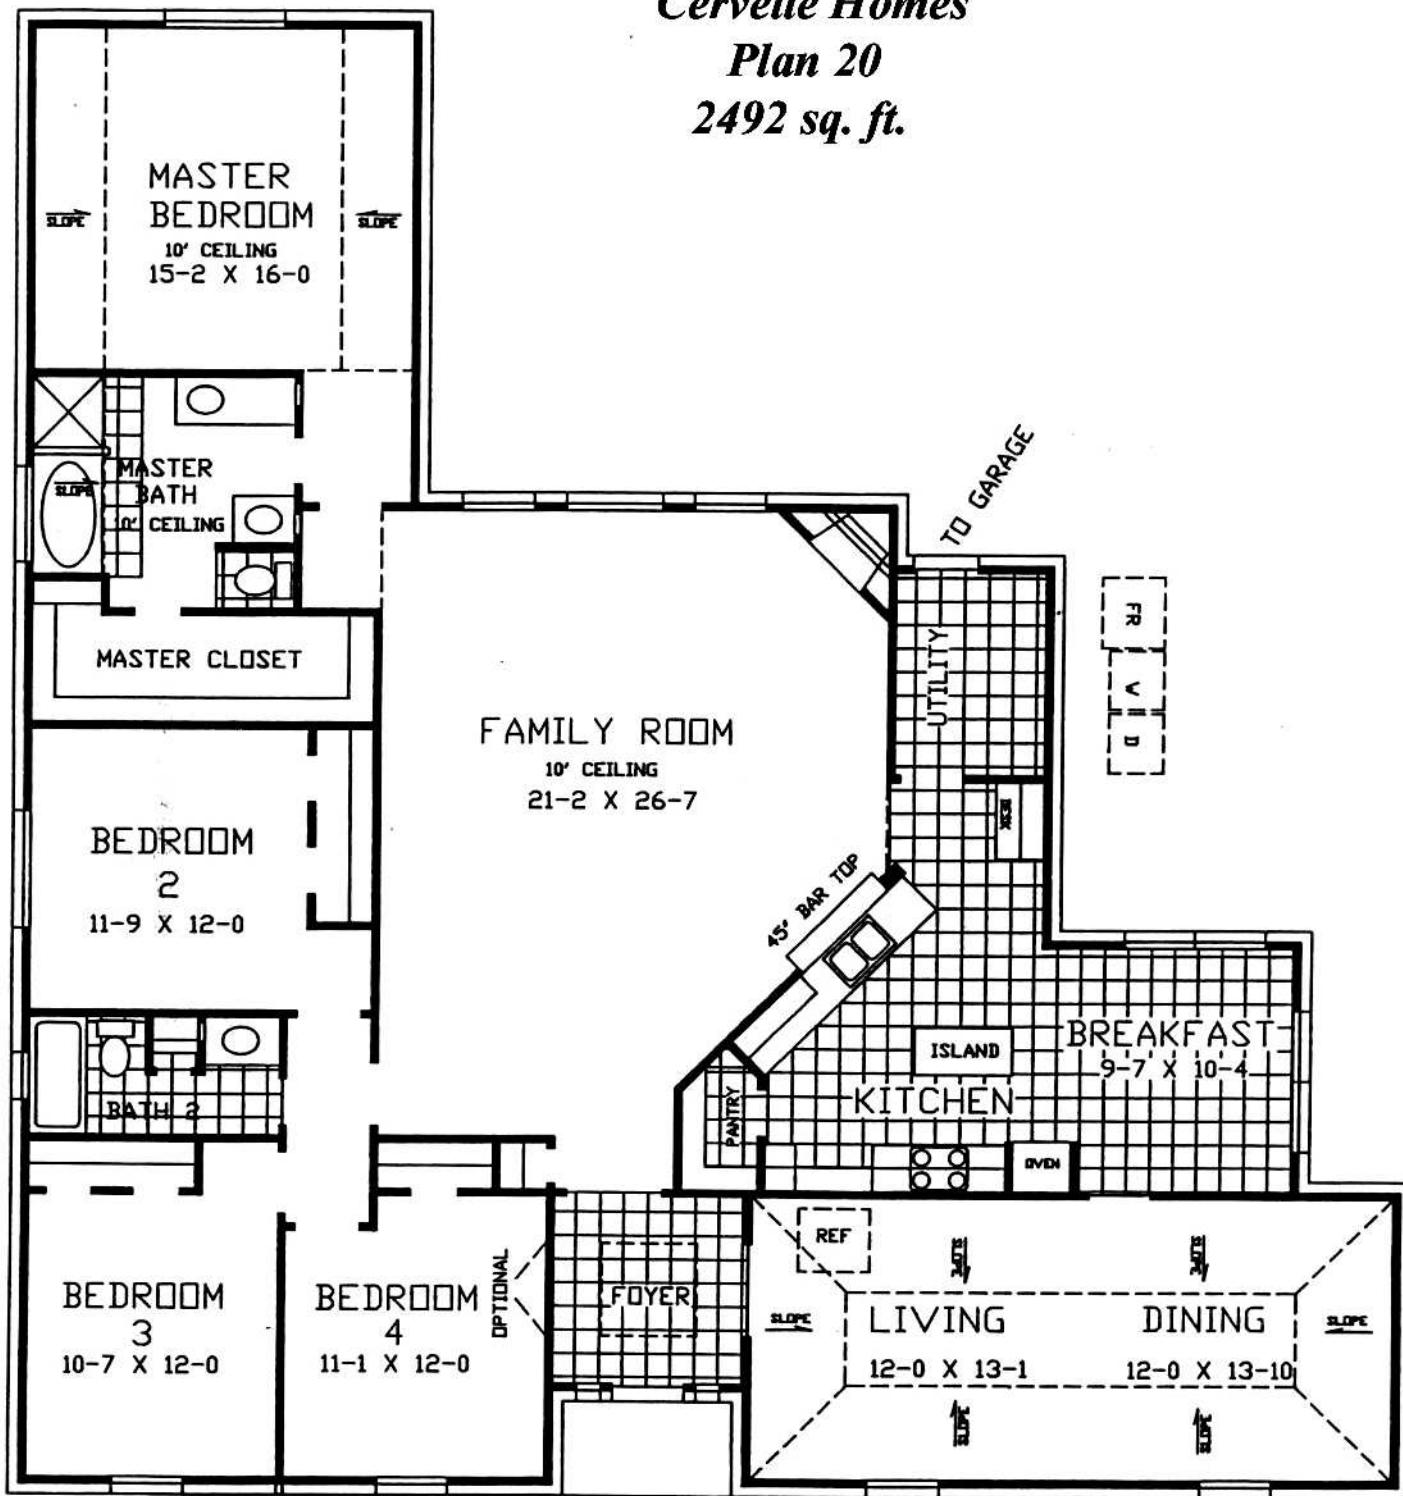 Cervelle Homes
Plan 20
2492 sq. ft.
MASTER
BEDROOM
10' CEILING
15-2 X 16-0
SLOPE
SLOPE
MASTER
BATH
10' CEILING
SLOPE
MASTER CLOSET
TO GARAGE
UTILITY
FR
W
D
FAMILY ROOM
10' CEILING
21-2 X 26-7
DESK
BEDROOM
2
11-9 X 12-0
45° BAR TOP
ISLAND
BREAKFAST
9-7 X 10-4
KITCHEN
PANTRY
OVEN
BATH 2
BEDROOM
3
10-7 X 12-0
BEDROOM
4
11-1 X 12-0
OPTIONAL
FOYER
REF
SLOPE
SLOPE
SLOPE
SLOPE
LIVING
12-0 X 13-1
DINING
12-0 X 13-10
SLOPE
SLOPE